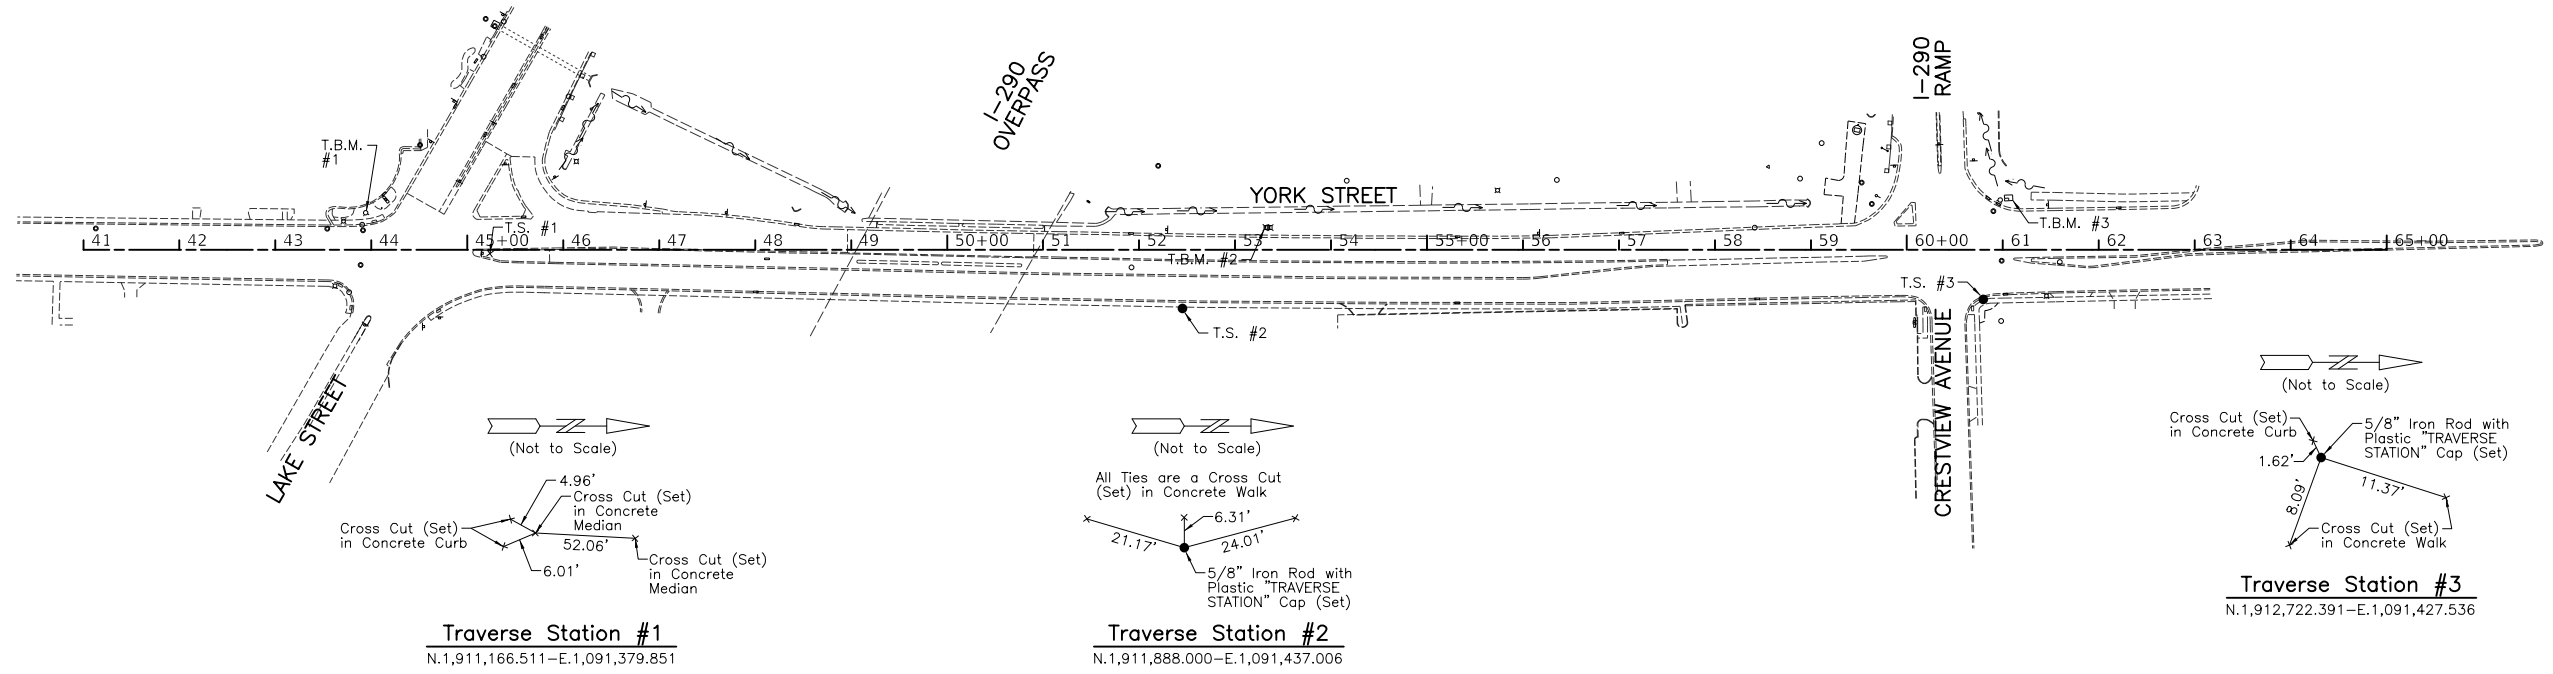 I-290
OVERPASS
I-290
RAMP
T.B.M.
#1
YORK STREET
T.S. #1
T.B.M. #3
41 42 43 44 45+00 46 47 48 49 50+00 51 52 53 54 55+00 56 57 58 59 60+00 61 62 63 64 65+00
T.B.M. #2
T.S. #3
T.S. #2
LAKE STREET
CRESTVIEW AVENUE
(Not to Scale)
4.96'
Cross Cut (Set)
in Concrete
Median
Cross Cut (Set)
in Concrete Curb
52.06'
Cross Cut (Set)
in Concrete
Median
6.01'
Traverse Station #1
N.1,911,166.511-E.1,091,379.851
(Not to Scale)
All Ties are a Cross Cut
(Set) in Concrete Walk
6.31'
21.17'
24.01'
5/8" Iron Rod with
Plastic "TRAVERSE
STATION" Cap (Set)
Traverse Station #2
N.1,911,888.000-E.1,091,437.006
(Not to Scale)
Cross Cut (Set)
in Concrete Curb
5/8" Iron Rod with
Plastic "TRAVERSE
STATION" Cap (Set)
1.62'
8.09'
11.37'
Cross Cut (Set)
in Concrete Walk
Traverse Station #3
N.1,912,722.391-E.1,091,427.536